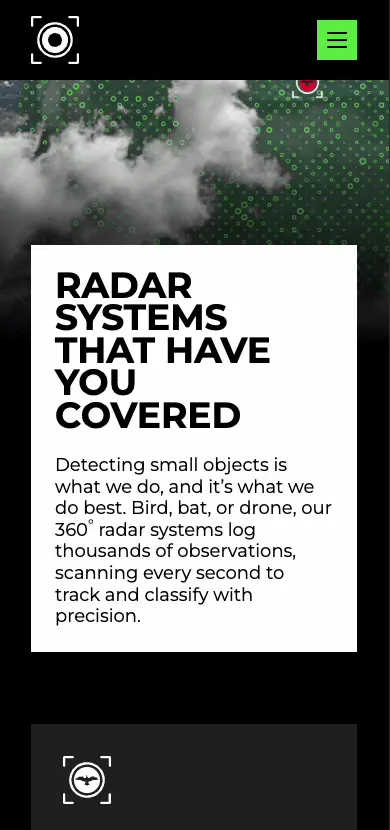 RADAR
SYSTEMS
THAT HAVE
YOU
COVERED
Detecting small objects is
what we do, and it’s what we
do best. Bird, bat, or drone, our
360° radar systems log
thousands of observations,
scanning every second to
track and classify with
precision.